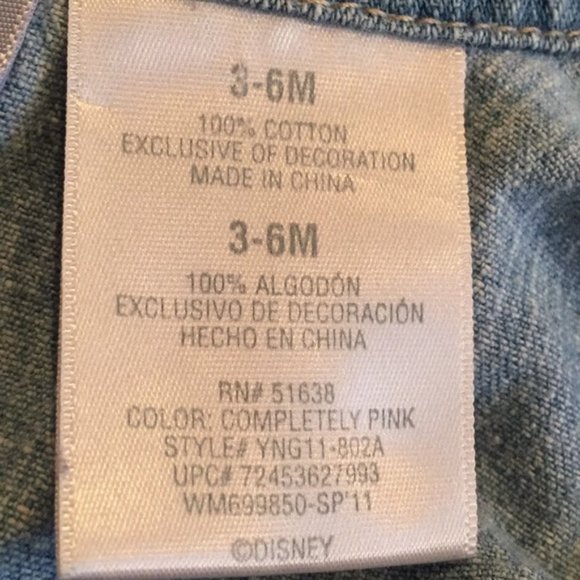 3-6M
100% COTTON
EXCLUSIVE OF DECORATION
MADE IN CHINA
3-6M
100% ALGODÓN
EXCLUSIVO DE DECORACIÓN
HECHO EN CHINA
RN# 51638
COLOR: COMPLETELY PINK
STYLE# YNG11-802A
UPC# 72453627993
WM699850-SP'11
©DISNEY